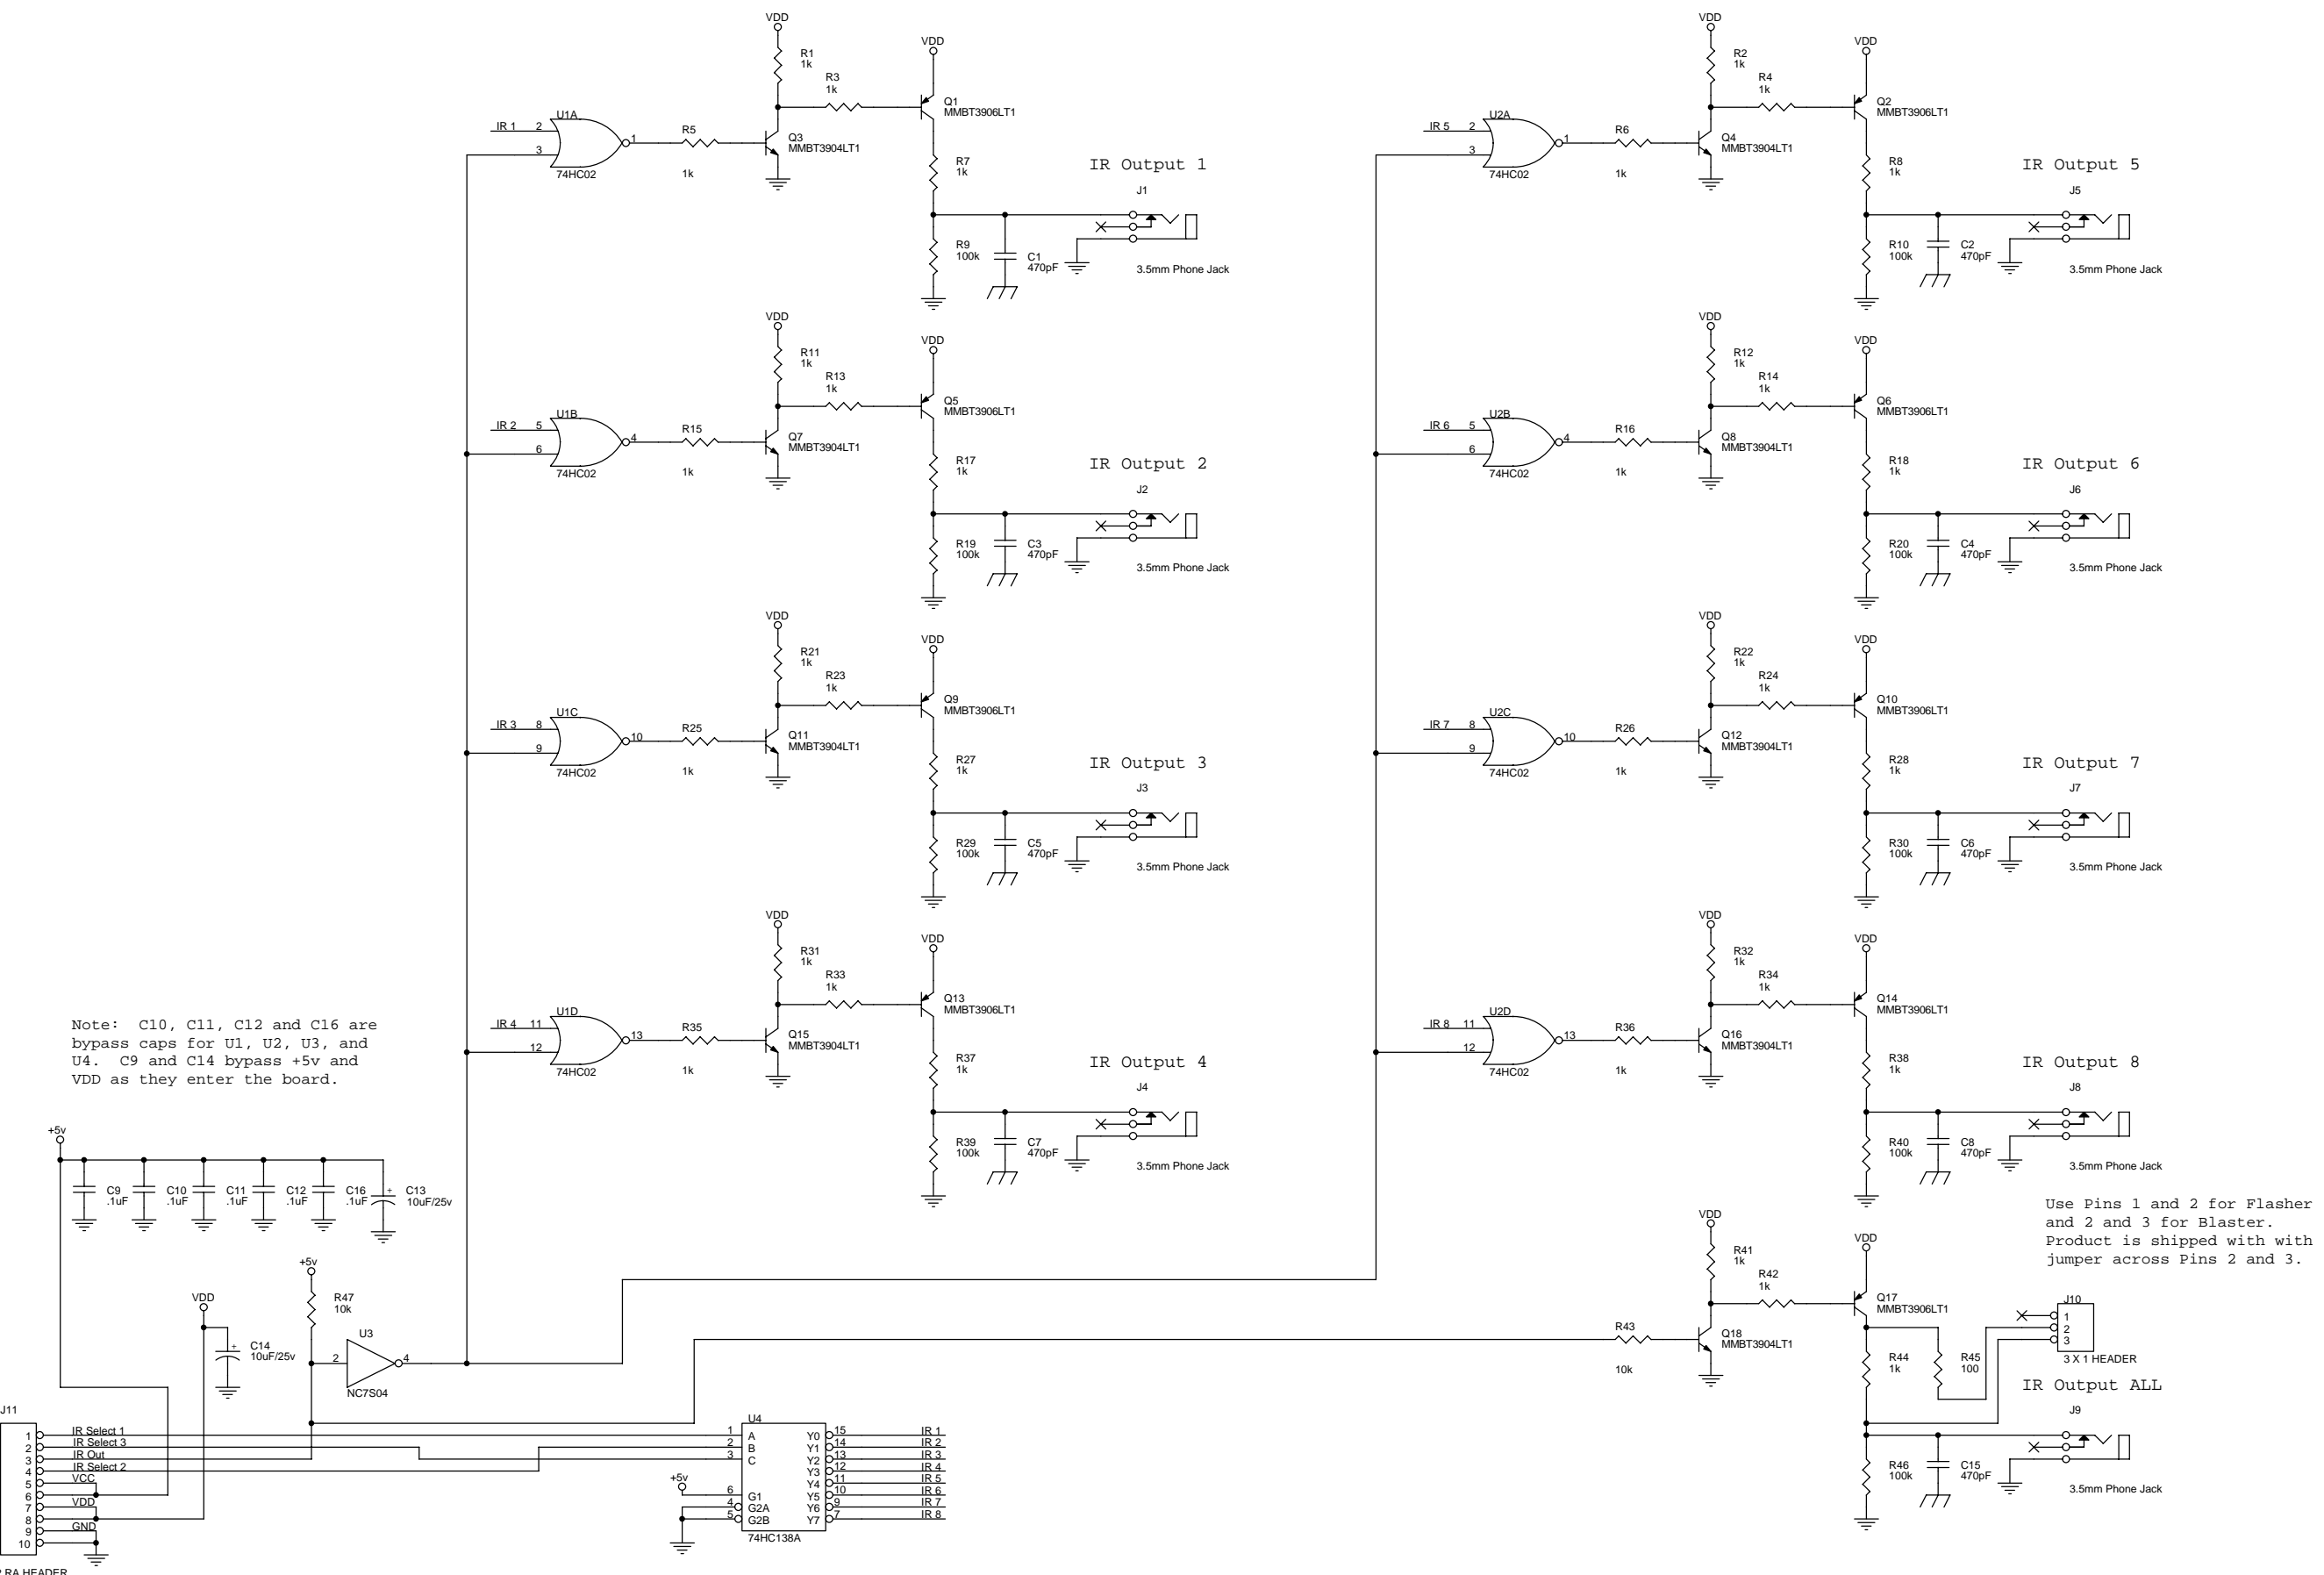 VDD
R1
1k
R3
1k
VDD
Q1
MMBT3906LT1
U1A
IR 1
2
3
1
74HC02
R5
1k
Q3
MMBT3904LT1
R7
1k
IR Output 1
J1
R9
100k
C1
470pF
3.5mm Phone Jack
VDD
R2
1k
R4
1k
VDD
Q2
MMBT3906LT1
U2A
IR 5
2
3
1
74HC02
R6
1k
Q4
MMBT3904LT1
R8
1k
IR Output 5
J5
R10
100k
C2
470pF
3.5mm Phone Jack
VDD
R11
1k
R13
1k
VDD
Q5
MMBT3906LT1
U1B
IR 2
5
6
4
74HC02
R15
1k
Q7
MMBT3904LT1
R17
1k
IR Output 2
J2
R19
100k
C3
470pF
3.5mm Phone Jack
VDD
R12
1k
R14
1k
VDD
Q6
MMBT3906LT1
U2B
IR 6
5
6
4
74HC02
R16
1k
Q8
MMBT3904LT1
R18
1k
IR Output 6
J6
R20
100k
C4
470pF
3.5mm Phone Jack
VDD
R21
1k
R23
1k
VDD
Q9
MMBT3906LT1
U1C
IR 3
8
9
10
74HC02
R25
1k
Q11
MMBT3904LT1
R27
1k
IR Output 3
J3
R29
100k
C5
470pF
3.5mm Phone Jack
VDD
R22
1k
R24
1k
VDD
Q10
MMBT3906LT1
U2C
IR 7
8
9
10
74HC02
R26
1k
Q12
MMBT3904LT1
R28
1k
IR Output 7
J7
R30
100k
C6
470pF
3.5mm Phone Jack
VDD
R31
1k
R33
1k
VDD
Q13
MMBT3906LT1
U1D
IR 4
11
12
13
74HC02
R35
1k
Q15
MMBT3904LT1
R37
1k
IR Output 4
J4
R39
100k
C7
470pF
3.5mm Phone Jack
VDD
R32
1k
R34
1k
VDD
Q14
MMBT3906LT1
U2D
IR 8
11
12
13
74HC02
R36
1k
Q16
MMBT3904LT1
R38
1k
IR Output 8
J8
R40
100k
C8
470pF
3.5mm Phone Jack
Note: C10, C11, C12 and C16 are
bypass caps for U1, U2, U3, and
U4. C9 and C14 bypass +5v and
VDD as they enter the board.
+5v
C9
.1uF
C10
.1uF
C11
.1uF
C12
.1uF
C16
.1uF
+
C13
10uF/25v
Use Pins 1 and 2 for Flasher
and 2 and 3 for Blaster.
Product is shipped with with
jumper across Pins 2 and 3.
VDD
R41
1k
R42
1k
VDD
Q17
MMBT3906LT1
R43
10k
Q18
MMBT3904LT1
R44
1k
R45
100
J10
1
2
3
3 X 1 HEADER
IR Output ALL
J9
R46
100k
C15
470pF
3.5mm Phone Jack
+5v
R47
10k
VDD
+
C14
10uF/25v
U3
2
4
NC7S04
J11
1
2
3
4
5
6
7
8
9
10
IR Select 1
IR Select 3
IR Out
IR Select 2
VCC
VDD
GND
2 RA HEADER
U4
1
2
3
A
B
C
+5v
6
4
5
G1
G2A
G2B
Y0 15 IR 1
Y1 14 IR 2
Y2 13 IR 3
Y3 12 IR 4
Y4 11 IR 5
Y5 10 IR 6
Y6 9 IR 7
Y7 7 IR 8
74HC138A